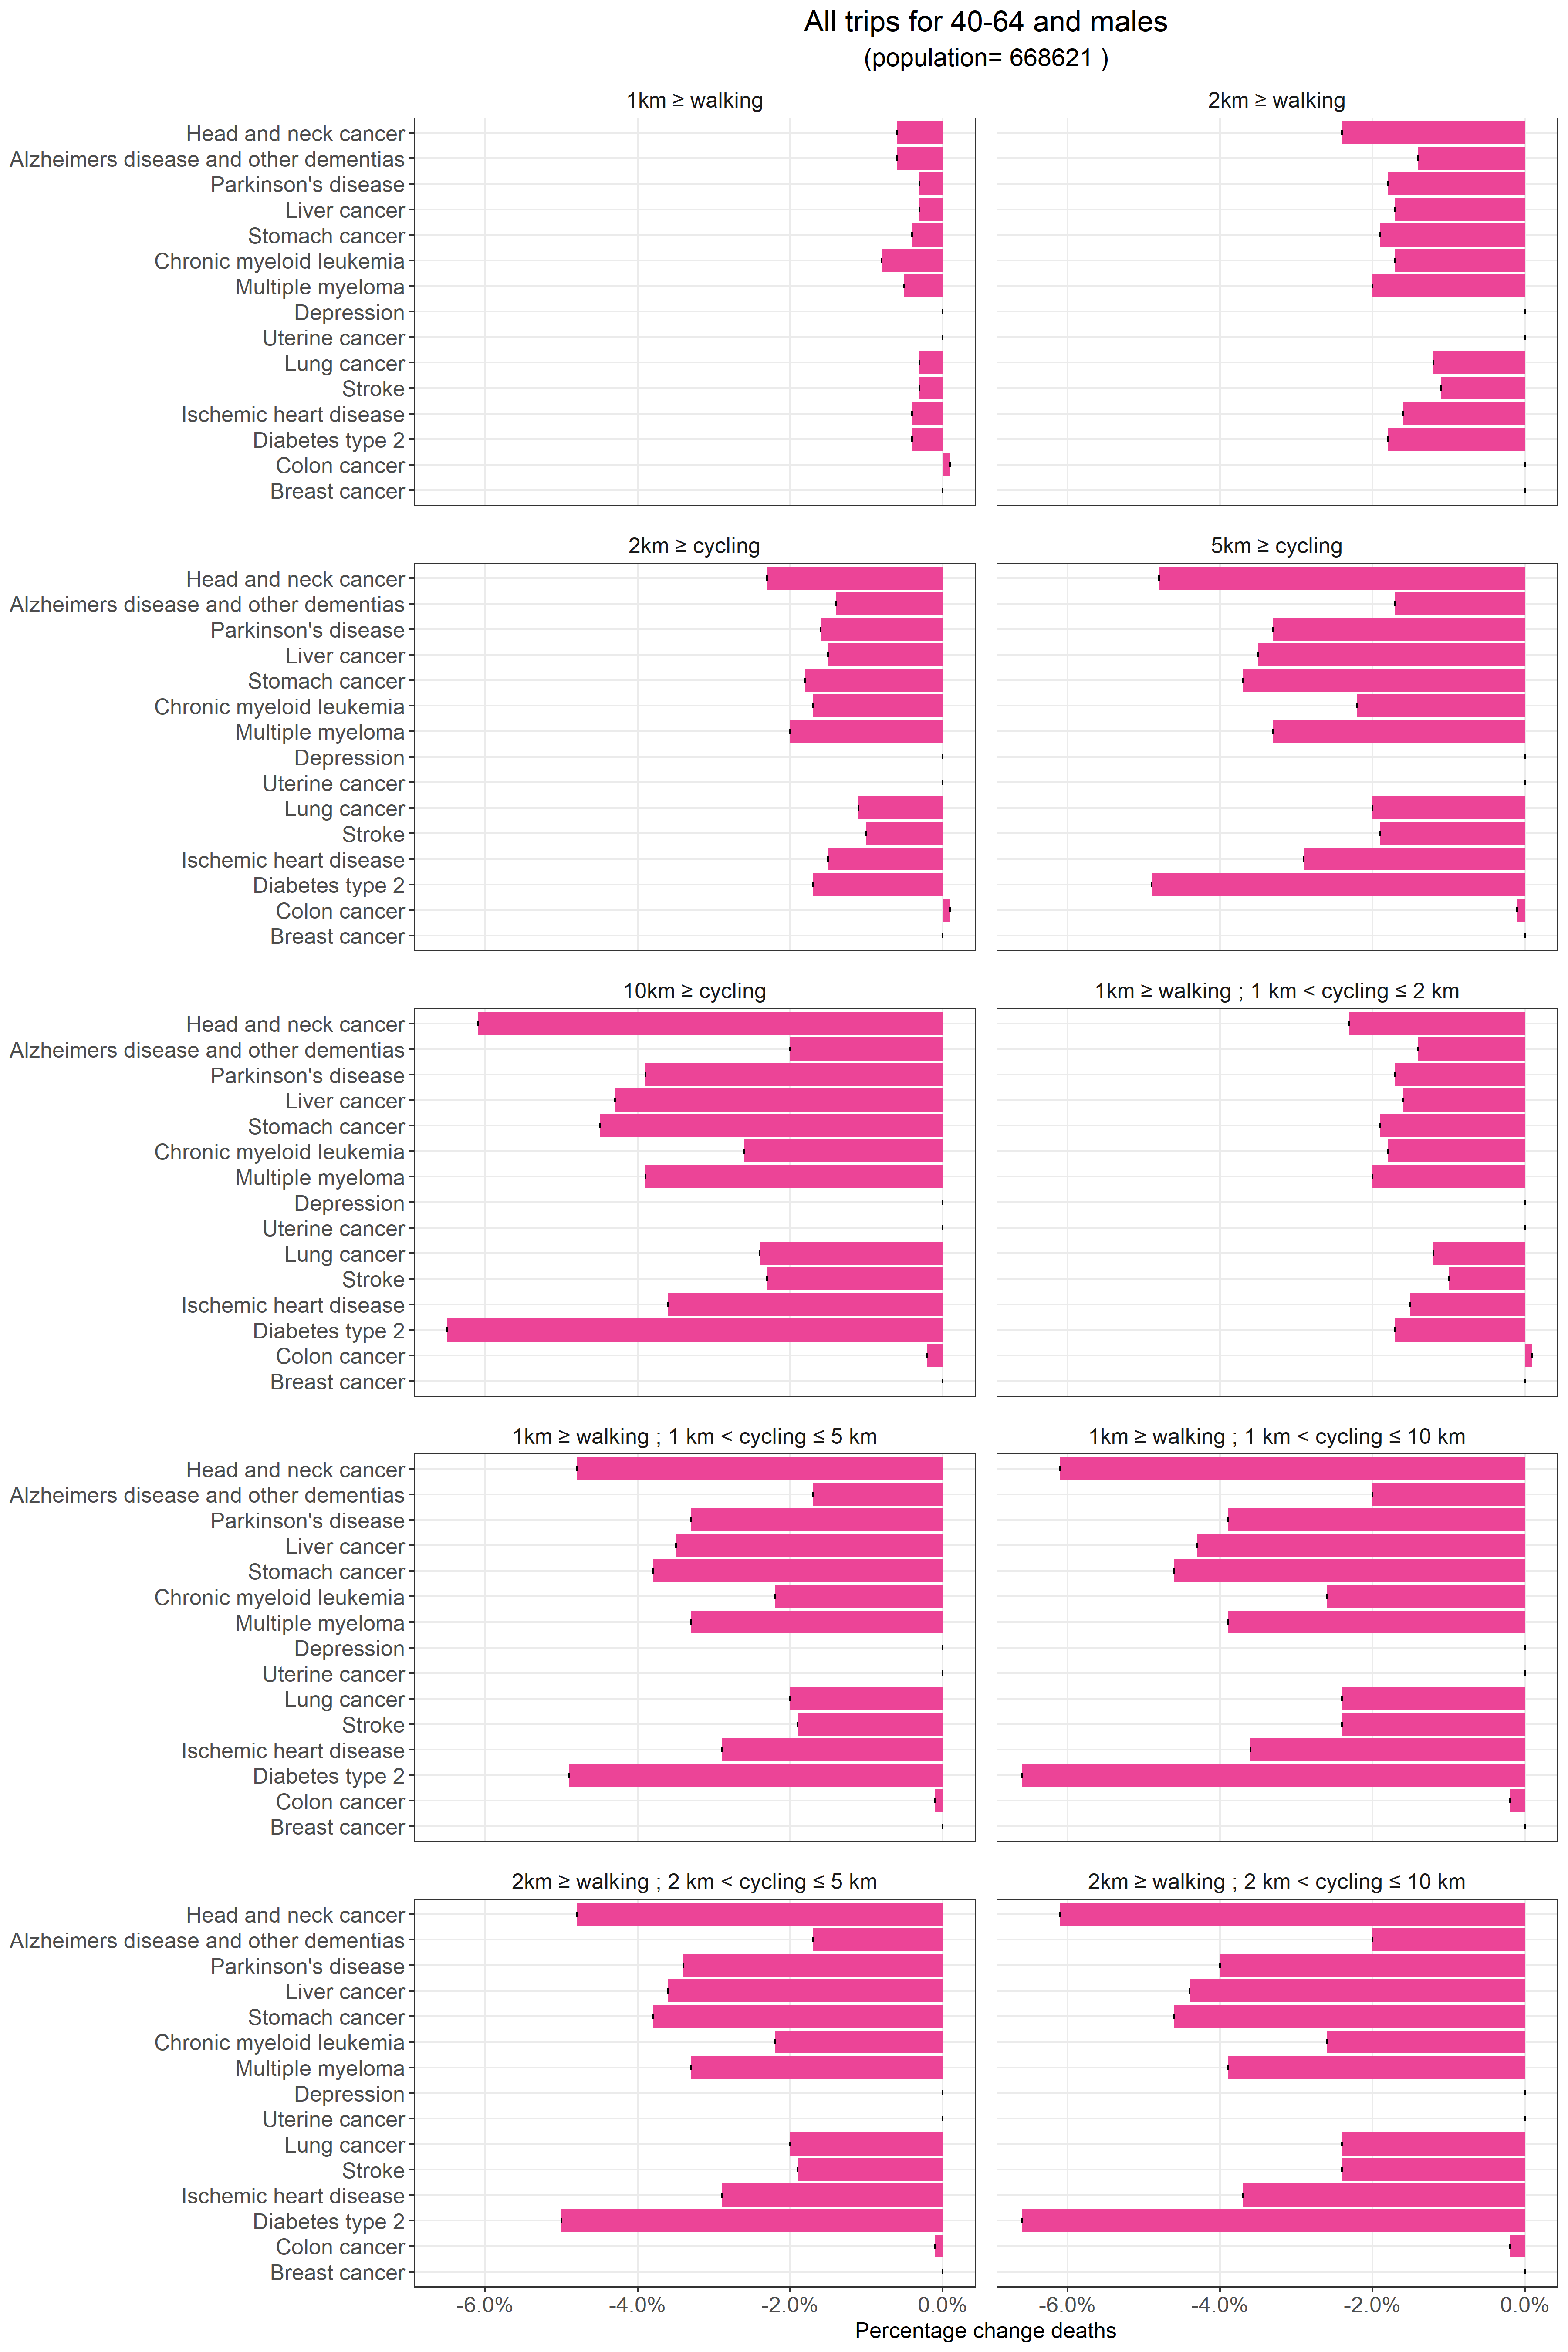 All trips for 40-64 and males
(population= 668621 )
1km ≥ walking
2km ≥ walking
Head and neck cancer
Alzheimers disease and other dementias
Parkinson's disease
Liver cancer
Stomach cancer
Chronic myeloid leukemia
Multiple myeloma
Depression
Uterine cancer
Lung cancer
Stroke
Ischemic heart disease
Diabetes type 2
Colon cancer
Breast cancer
2km ≥ cycling
5km ≥ cycling
Head and neck cancer
Alzheimers disease and other dementias
Parkinson's disease
Liver cancer
Stomach cancer
Chronic myeloid leukemia
Multiple myeloma
Depression
Uterine cancer
Lung cancer
Stroke
Ischemic heart disease
Diabetes type 2
Colon cancer
Breast cancer
10km ≥ cycling
1km ≥ walking ; 1 km < cycling ≤ 2 km
Head and neck cancer
Alzheimers disease and other dementias
Parkinson's disease
Liver cancer
Stomach cancer
Chronic myeloid leukemia
Multiple myeloma
Depression
Uterine cancer
Lung cancer
Stroke
Ischemic heart disease
Diabetes type 2
Colon cancer
Breast cancer
1km ≥ walking ; 1 km < cycling ≤ 5 km
1km ≥ walking ; 1 km < cycling ≤ 10 km
Head and neck cancer
Alzheimers disease and other dementias
Parkinson's disease
Liver cancer
Stomach cancer
Chronic myeloid leukemia
Multiple myeloma
Depression
Uterine cancer
Lung cancer
Stroke
Ischemic heart disease
Diabetes type 2
Colon cancer
Breast cancer
2km ≥ walking ; 2 km < cycling ≤ 5 km
2km ≥ walking ; 2 km < cycling ≤ 10 km
Head and neck cancer
Alzheimers disease and other dementias
Parkinson's disease
Liver cancer
Stomach cancer
Chronic myeloid leukemia
Multiple myeloma
Depression
Uterine cancer
Lung cancer
Stroke
Ischemic heart disease
Diabetes type 2
Colon cancer
Breast cancer
-6.0% -4.0% -2.0% 0.0% -6.0% -4.0% -2.0% 0.0%
Percentage change deaths